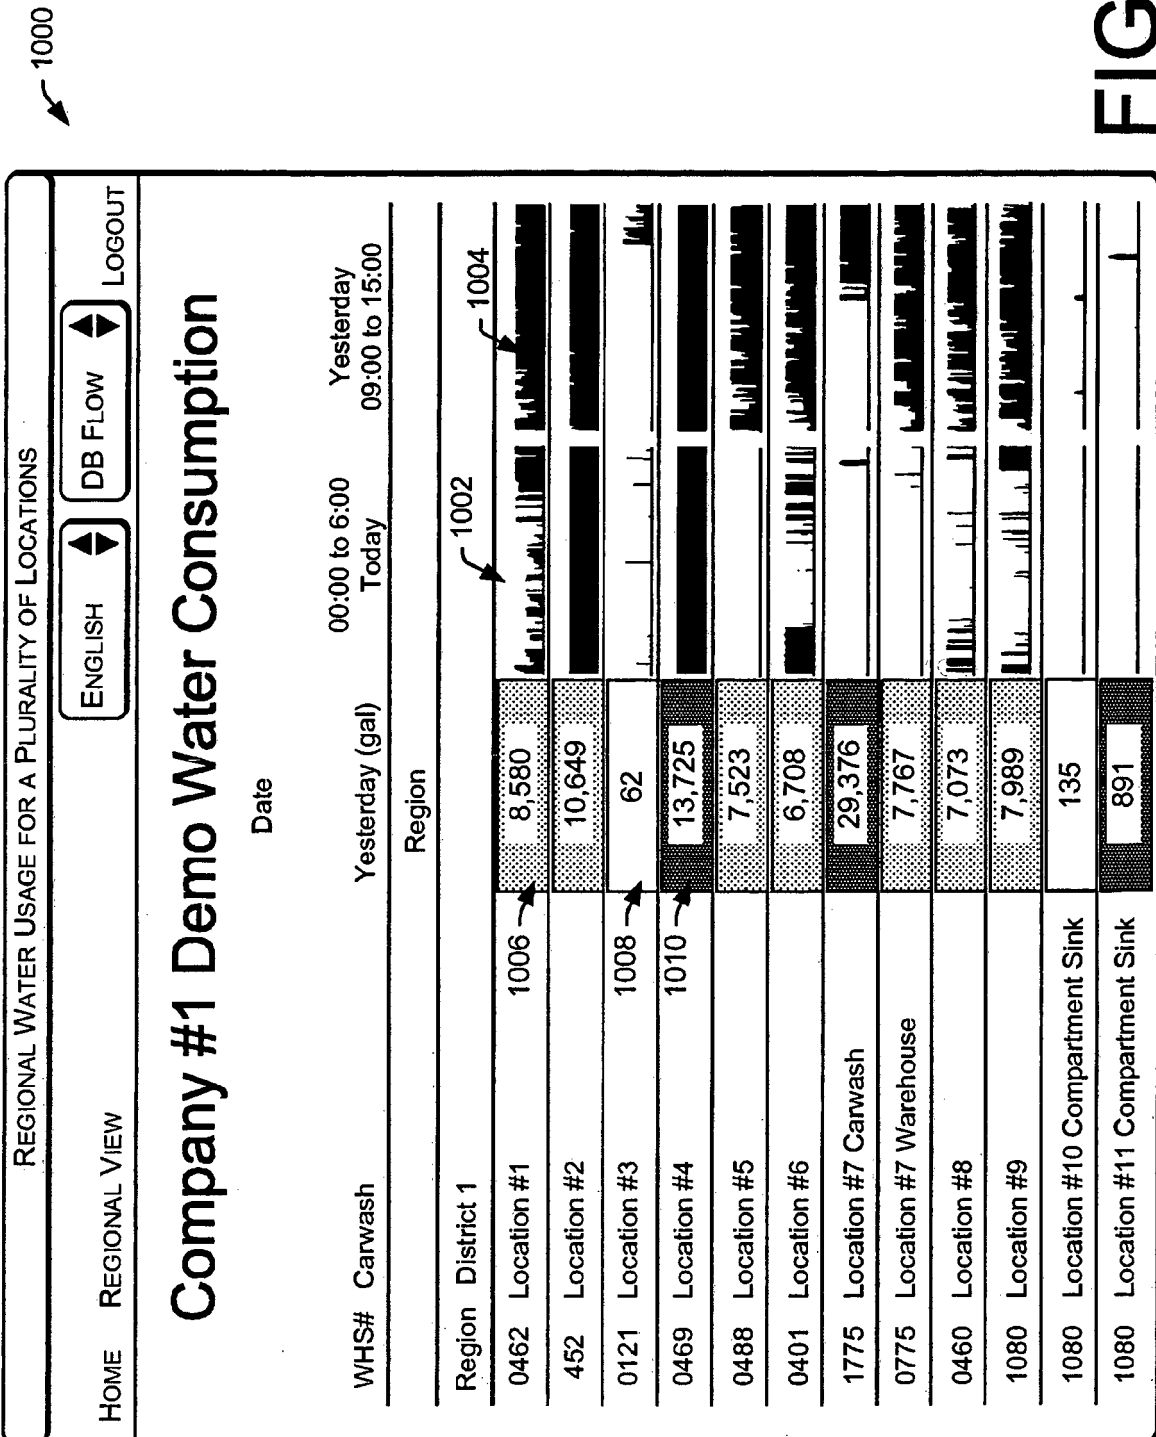 1000
REGIONAL WATER USAGE FOR A PLURALITY OF LOCATIONS
HOME REGIONAL VIEW ENGLISH DB FLOW LOGOUT
Company #1 Demo Water Consumption
Date
WHS# Carwash Yesterday (gal) 00:00 to 6:00 Today Yesterday 09:00 to 15:00
Region
Region District 1 1002 1004
0462 Location #1 1006 8,580
452 Location #2 10,649
0121 Location #3 1008 62
0469 Location #4 1010 13,725
0488 Location #5 7,523
0401 Location #6 6,708
1775 Location #7 Carwash 29,376
0775 Location #7 Warehouse 7,767
0460 Location #8 7,073
1080 Location #9 7,989
1080 Location #10 Compartment Sink 135
1080 Location #11 Compartment Sink 891
FIG